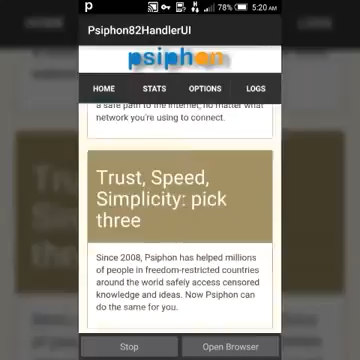 78% 5:20 AM
Psiphon82HandlerUI
psiphon
HOME STATS OPTIONS LOGS
a safe path to the internet, no matter what
network you're using to connect.
Trust, Speed,
Simplicity: pick
three
Since 2008, Psiphon has helped millions
of people in freedom-restricted countries
around the world safely access censored
knowledge and ideas. Now Psiphon can
do the same for you.
Stop Open Browser